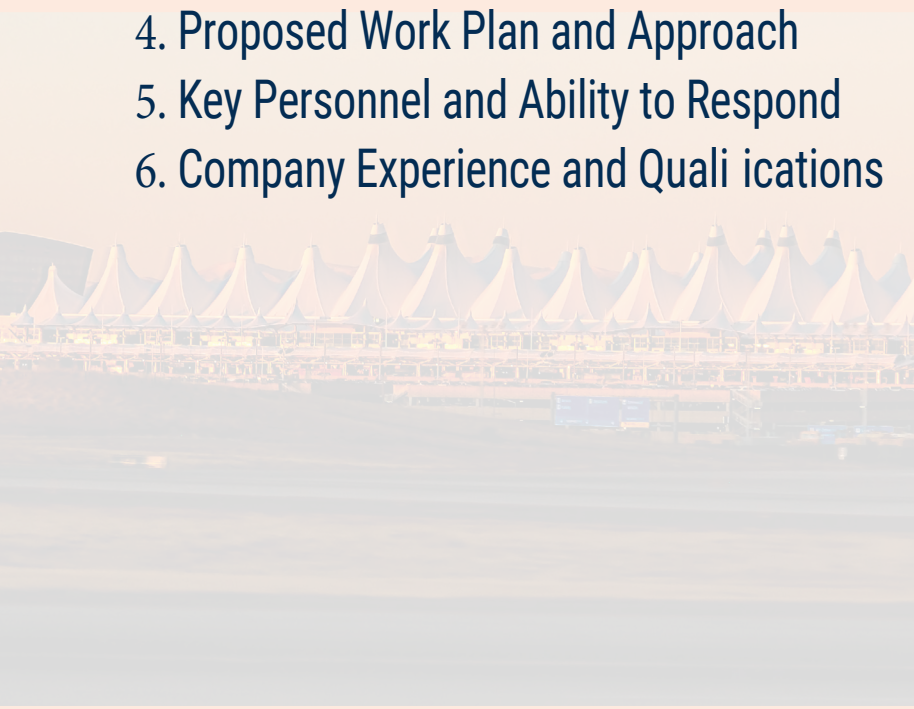 4. Proposed Work Plan and Approach
5. Key Personnel and Ability to Respond
6. Company Experience and Quali ications